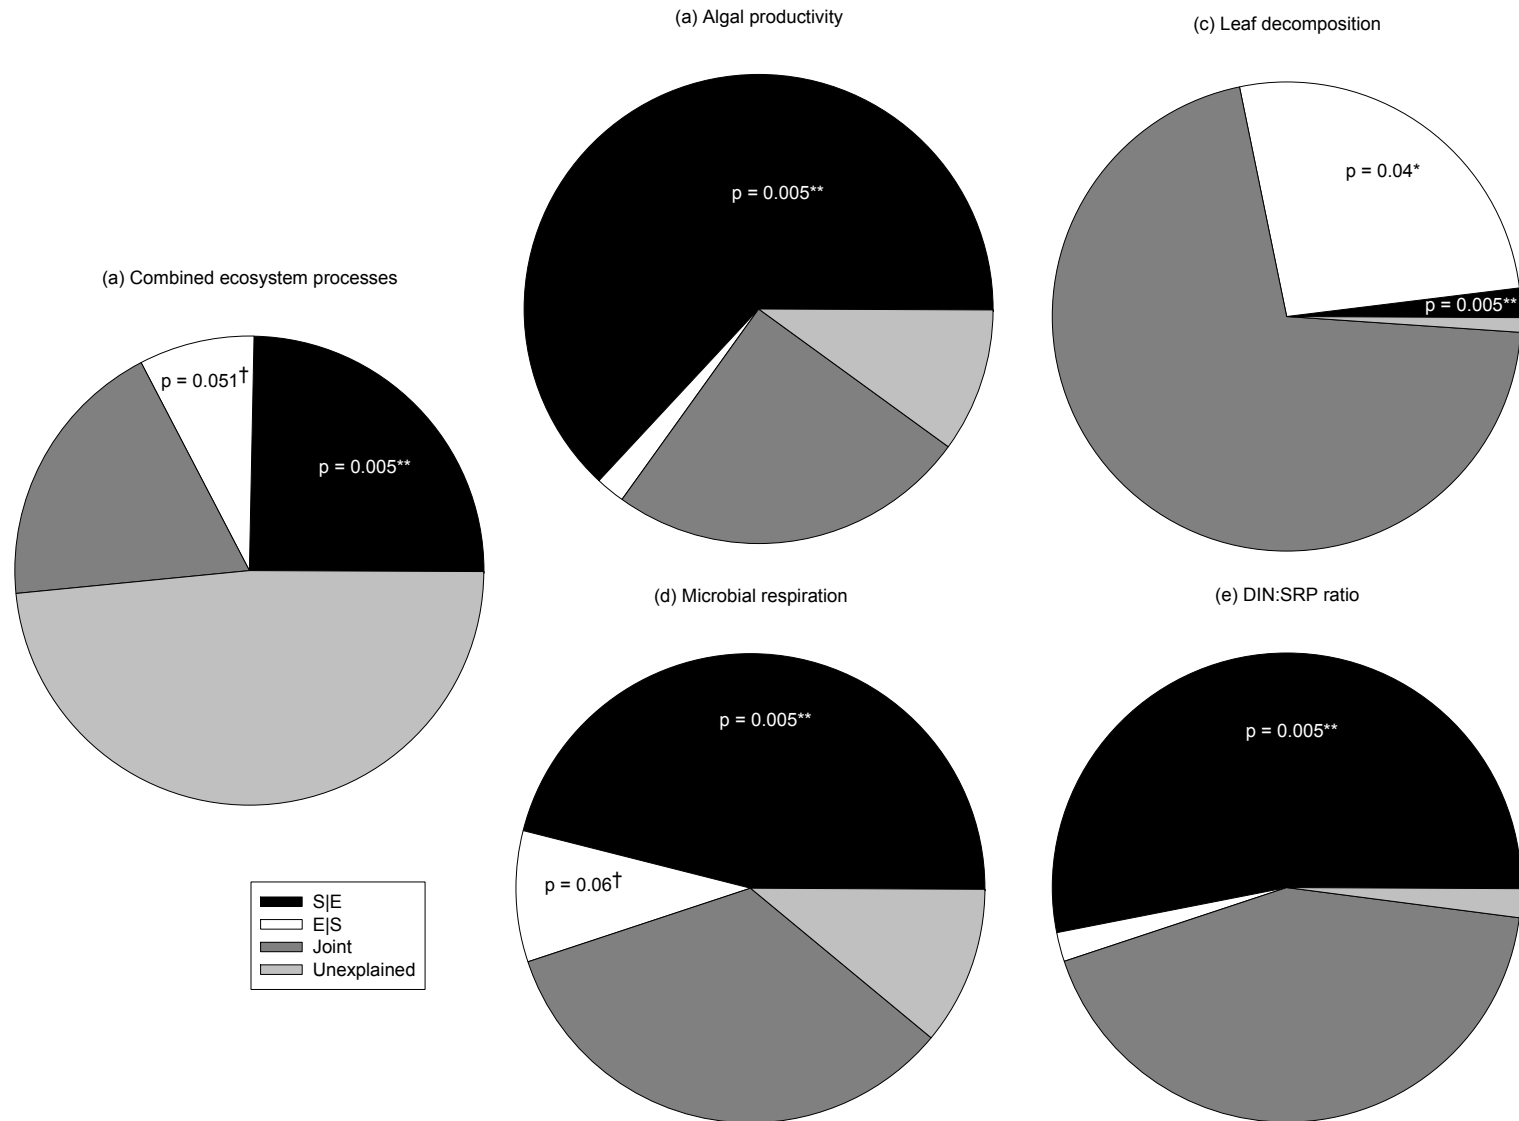 (a) Algal productivity
p = 0.005**
(c) Leaf decomposition
p = 0.04*
p = 0.005**
(a) Combined ecosystem processes
p = 0.051†
p = 0.005**
(d) Microbial respiration
p = 0.005**
p = 0.06†
(e) DIN:SRP ratio
p = 0.005**
S|E
E|S
Joint
Unexplained